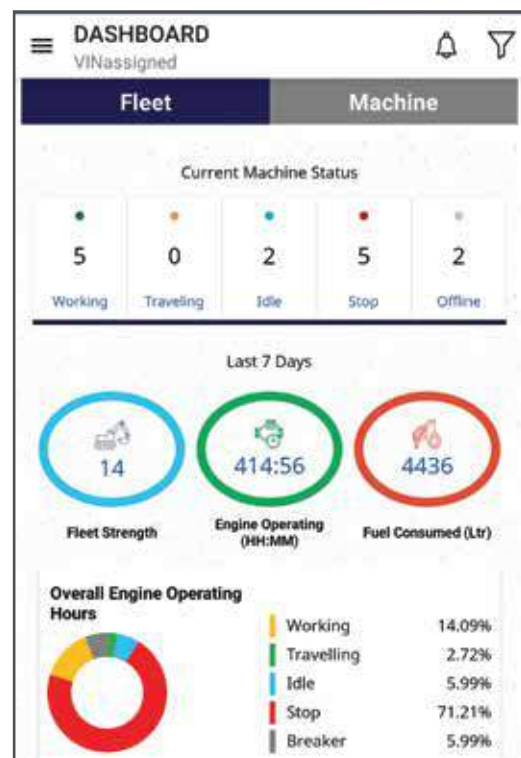 DASHBOARD
VINassigned
Fleet Machine
Current Machine Status
5 0 2 5 2
Working Traveling Idle Stop Offline
Last 7 Days
14 414:56 4436
Fleet Strength Engine Operating (HH:MM) Fuel Consumed (Ltr)
Overall Engine Operating
Hours
Working 14.09%
Travelling 2.72%
Idle 5.99%
Stop 71.21%
Breaker 5.99%